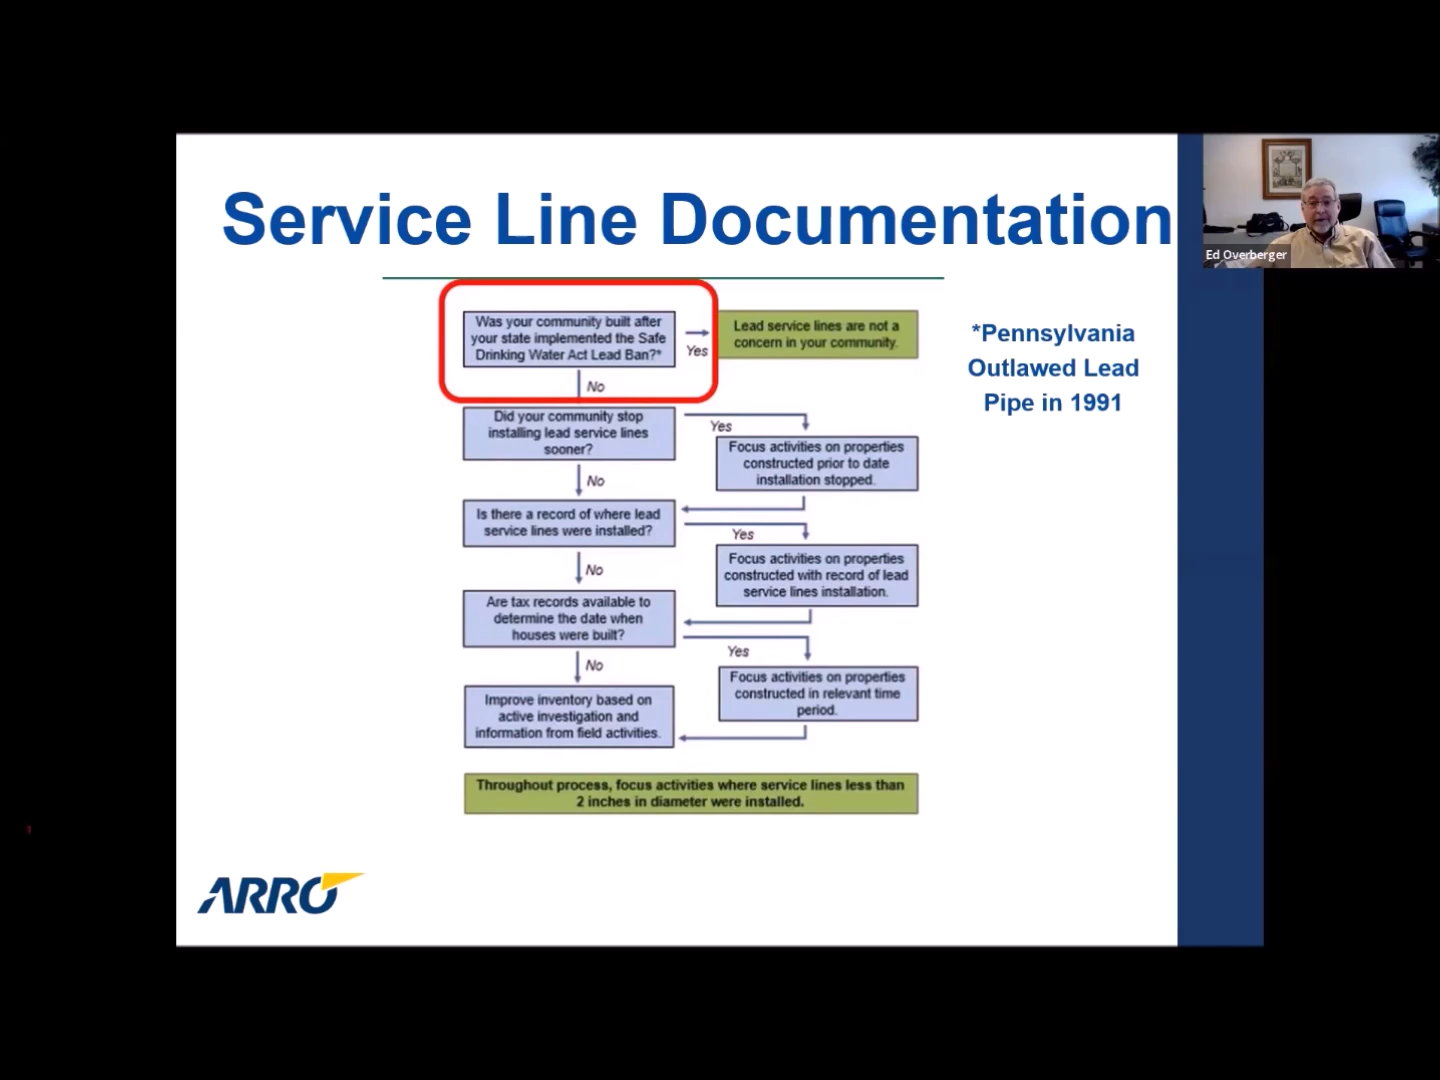 Service Line Documentation
Ed Overberger
Was your community built after
your state implemented the Safe
Drinking Water Act Lead Ban?*
Yes
Lead service lines are not a
concern in your community.
*Pennsylvania
Outlawed Lead
Pipe in 1991
No
Did your community stop
installing lead service lines
sooner?
Yes
Focus activities on properties
constructed prior to date
installation stopped.
No
Is there a record of where lead
service lines were installed?
Yes
Focus activities on properties
constructed with record of lead
service lines installation.
No
Are tax records available to
determine the date when
houses were built?
Yes
Focus activities on properties
constructed in relevant time
period.
No
Improve inventory based on
active investigation and
information from field activities.
Throughout process, focus activities where service lines less than
2 inches in diameter were installed.
ARRO